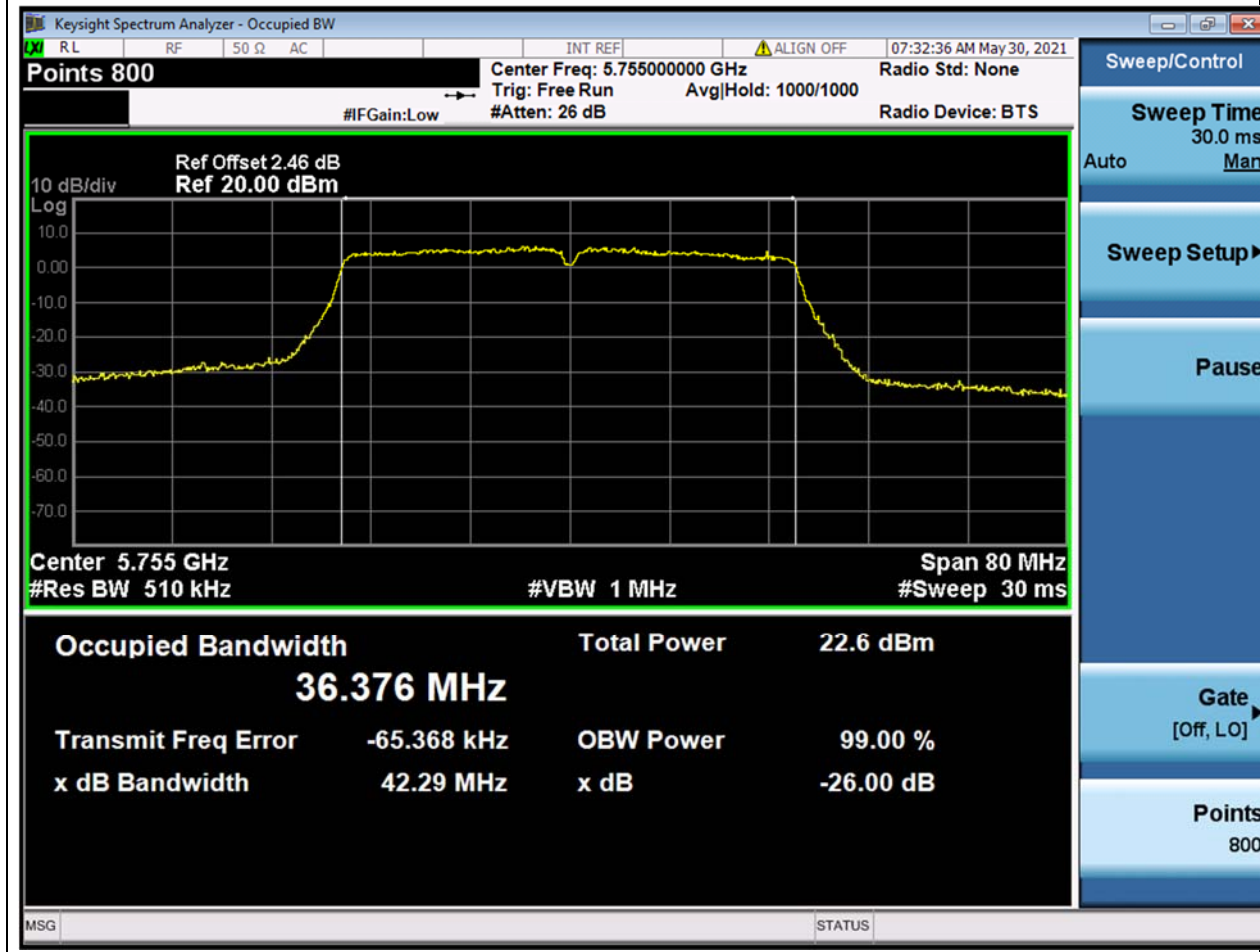 Keysight Spectrum Analyzer - Occupied BW
LXI RL RF 50 Ω AC INT REF ALIGN OFF 07:32:36 AM May 30, 2021
Points 800
Center Freq: 5.755000000 GHz Radio Std: None
Trig: Free Run Avg|Hold: 1000/1000
#IFGain:Low #Atten: 26 dB Radio Device: BTS
Ref Offset 2.46 dB
10 dB/div Ref 20.00 dBm
Log
10.0
0.00
-10.0
-20.0
-30.0
-40.0
-50.0
-60.0
-70.0
Center 5.755 GHz Span 80 MHz
#Res BW 510 kHz #VBW 1 MHz #Sweep 30 ms
Occupied Bandwidth Total Power 22.6 dBm
36.376 MHz
Transmit Freq Error -65.368 kHz OBW Power 99.00 %
x dB Bandwidth 42.29 MHz x dB -26.00 dB
MSG STATUS
Sweep/Control
Sweep Time
30.0 ms
Auto Man
Sweep Setup
Pause
Gate
[Off, LO]
Points
800